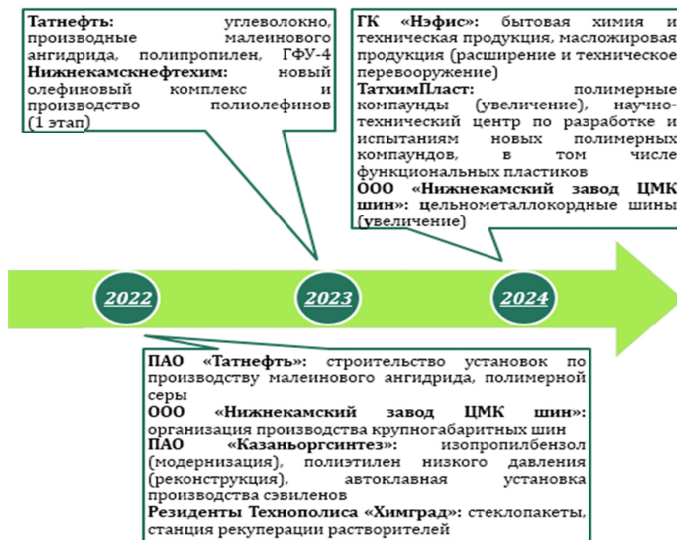 Татнефть: углеволокно,
производные малеинового
ангидрида, полипропилен, ГФУ-4
Нижнекамскнефтехим: новый
олефиновый комплекс и
производство полиолефинов
(1 этап)
ГК «Нэфис»: бытовая химия и
техническая продукция, масложировая
продукция (расширение и техническое
перевооружение)
ТатхимПласт: полимерные
компаунды (увеличение), научно-
технический центр по разработке и
испытаниям новых полимерных
компаундов, в том числе
функциональных пластиков
ООО «Нижнекамский завод ЦМК
шин»: цельнометаллокордные шины
(увеличение)
2022
2023
2024
ПАО «Татнефть»: строительство установок по
производству малеинового ангидрида, полимерной
серы
ООО «Нижнекамский завод ЦМК шин»:
организация производства крупногабаритных шин
ПАО «Казаньоргсинтез»: изопропилбензол
(модернизация), полиэтилен низкого давления
(реконструкция), автоклавная установка
производства сэвиленов
Резиденты Технополиса «Химград»: стеклопакеты,
станция рекуперации растворителей